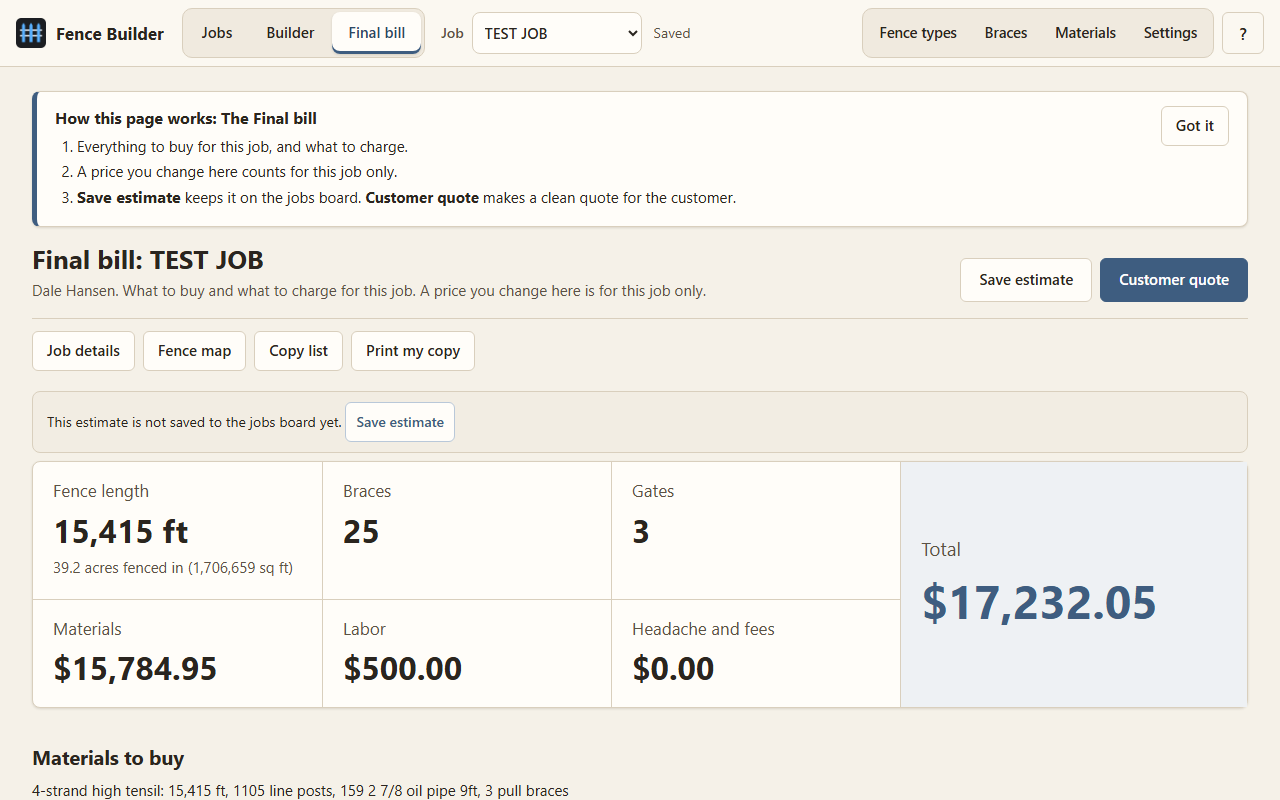 Fence Builder
Jobs
Builder
Final bill
Job
TEST JOB
Saved
Fence types
Braces
Materials
Settings
?
How this page works: The Final bill
Got it
1. Everything to buy for this job, and what to charge.
2. A price you change here counts for this job only.
3. Save estimate keeps it on the jobs board. Customer quote makes a clean quote for the customer.
Final bill: TEST JOB
Dale Hansen. What to buy and what to charge for this job. A price you change here is for this job only.
Save estimate
Customer quote
Job details
Fence map
Copy list
Print my copy
This estimate is not saved to the jobs board yet.
Save estimate
Fence length
15,415 ft
39.2 acres fenced in (1,706,659 sq ft)
Braces
25
Gates
3
Total
$17,232.05
Materials
$15,784.95
Labor
$500.00
Headache and fees
$0.00
Materials to buy
4-strand high tensil: 15,415 ft, 1105 line posts, 159 2 7/8 oil pipe 9ft, 3 pull braces